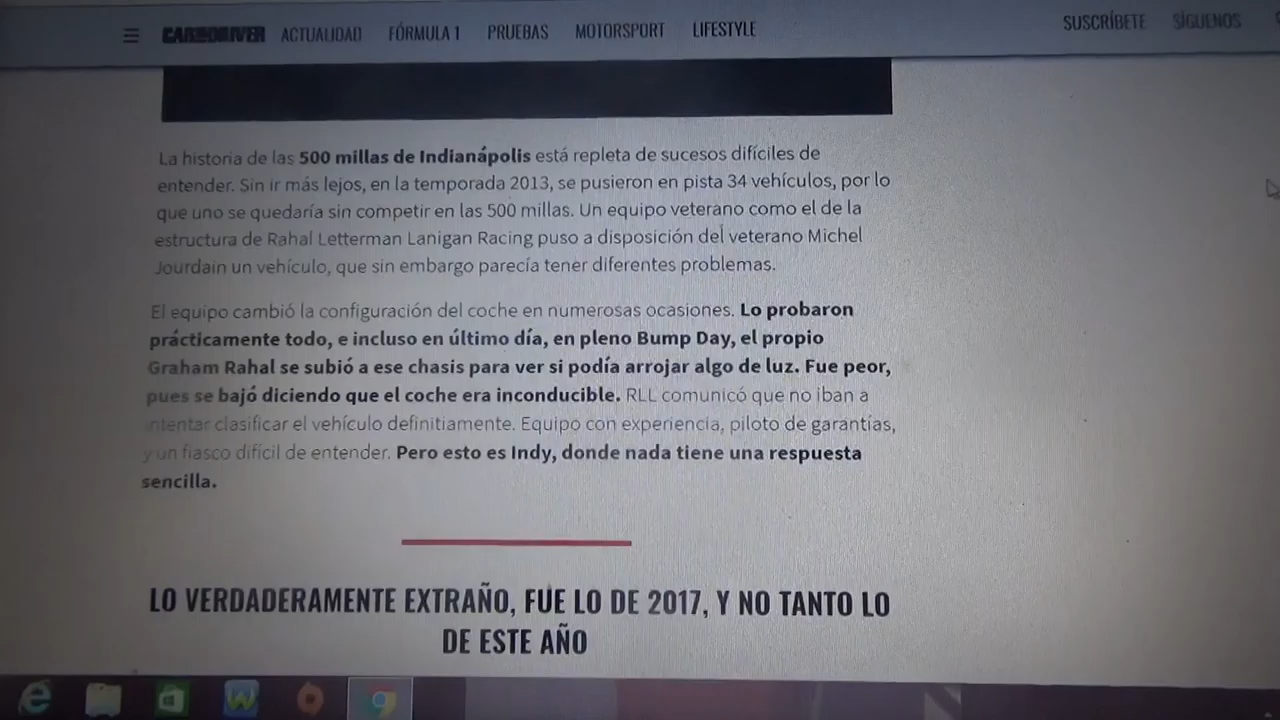 CAR AND DRIVER ACTUALIDAD FÓRMULA 1 PRUEBAS MOTORSPORT LIFESTYLE SUSCRÍBETE SÍGUENOS
La historia de las 500 millas de Indianápolis está repleta de sucesos difíciles de
entender. Sin ir más lejos, en la temporada 2013, se pusieron en pista 34 vehículos, por lo
que uno se quedaría sin competir en las 500 millas. Un equipo veterano como el de la
estructura de Rahal Letterman Lanigan Racing puso a disposición del veterano Michel
Jourdain un vehículo, que sin embargo parecía tener diferentes problemas.
El equipo cambió la configuración del coche en numerosas ocasiones. Lo probaron
prácticamente todo, e incluso en último día, en pleno Bump Day, el propio
Graham Rahal se subió a ese chasis para ver si podía arrojar algo de luz. Fue peor,
pues se bajó diciendo que el coche era inconducible. RLL comunicó que no iban a
intentar clasificar el vehículo definitiamente. Equipo con experiencia, piloto de garantías,
y un fiasco difícil de entender. Pero esto es Indy, donde nada tiene una respuesta
sencilla.
LO VERDADERAMENTE EXTRAÑO, FUE LO DE 2017, Y NO TANTO LO
DE ESTE AÑO